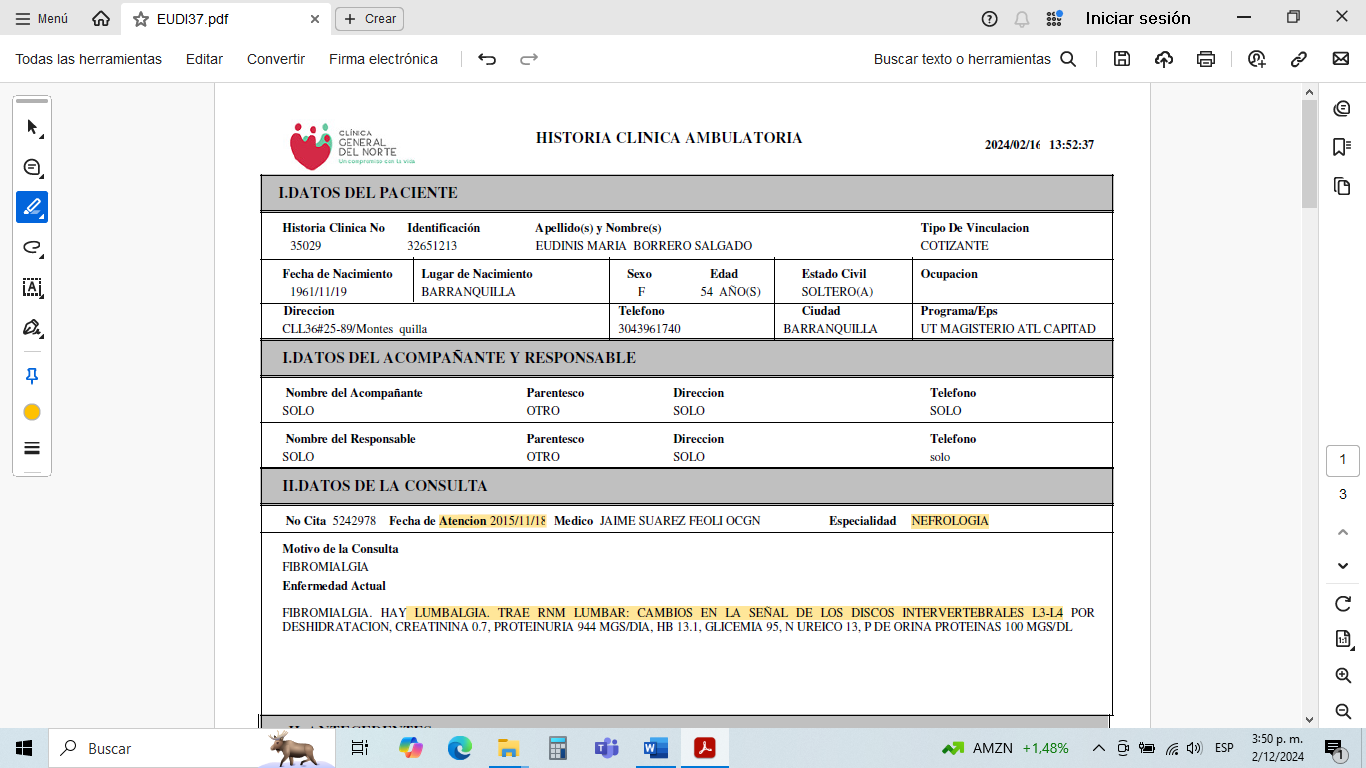 Menú EUDI37.pdf Crear Iniciar sesión
Todas las herramientas Editar Convertir Firma electrónica Buscar texto o herramientas
CLÍNICA
GENERAL
DEL NORTE
Un compromiso con la vida
HISTORIA CLINICA AMBULATORIA
2024/02/16 13:52:37
I.DATOS DEL PACIENTE
Historia Clinica No Identificación Apellido(s) y Nombre(s) Tipo De Vinculacion
35029 32651213 EUDINIS MARIA BORRERO SALGADO COTIZANTE
Fecha de Nacimiento Lugar de Nacimiento Sexo Edad Estado Civil Ocupacion
1961/11/19 BARRANQUILLA F 54 AÑO(S) SOLTERO(A)
Direccion Telefono Ciudad Programa/Eps
CLL36#25-89/Montes quilla 3043961740 BARRANQUILLA UT MAGISTERIO ATL CAPITAD
I.DATOS DEL ACOMPAÑANTE Y RESPONSABLE
Nombre del Acompañante Parentesco Direccion Telefono
SOLO OTRO SOLO SOLO
Nombre del Responsable Parentesco Direccion Telefono
SOLO OTRO SOLO solo
II.DATOS DE LA CONSULTA
No Cita 5242978 Fecha de Atencion 2015/11/18 Medico JAIME SUAREZ FEOLI OCGN Especialidad NEFROLOGIA
Motivo de la Consulta
FIBROMIALGIA
Enfermedad Actual
FIBROMIALGIA. HAY LUMBALGIA. TRAE RNM LUMBAR: CAMBIOS EN LA SEÑAL DE LOS DISCOS INTERVERTEBRALES L3-L4 POR
DESHIDRATACION, CREATININA 0.7, PROTEINURIA 944 MGS/DIA, HB 13.1, GLICEMIA 95, N UREICO 13, P DE ORINA PROTEINAS 100 MGS/DL
1
3
1:1
Buscar AMZN +1,48% ESP 3:50 p. m.
2/12/2024
1